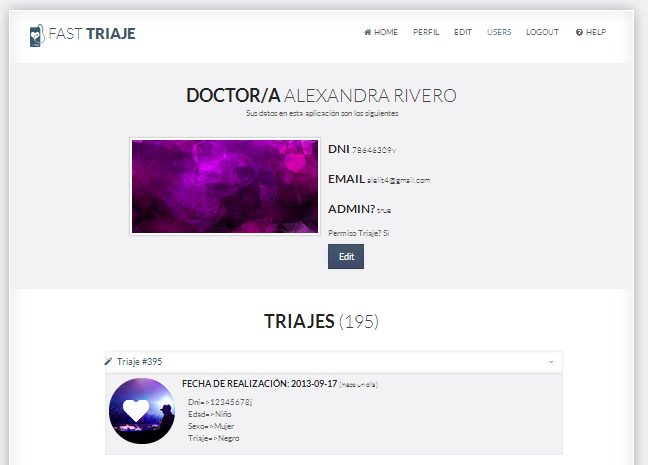 FAST TRIAJE
HOME PERFIL EDIT USERS LOGOUT HELP
DOCTOR/A ALEXANDRA RIVERO
Sus datos en esta aplicación son los siguientes
DNI 78646309v
EMAIL alelit4@gmail.com
ADMIN? true
Permiso Triaje? Si
Edit
TRIAJES (195)
Triaje #395
FECHA DE REALIZACIÓN: 2013-09-17 (hace un día)
Dni=>12345678j
Edad=>Niño
Sexo=>Mujer
Triaje=>Negro